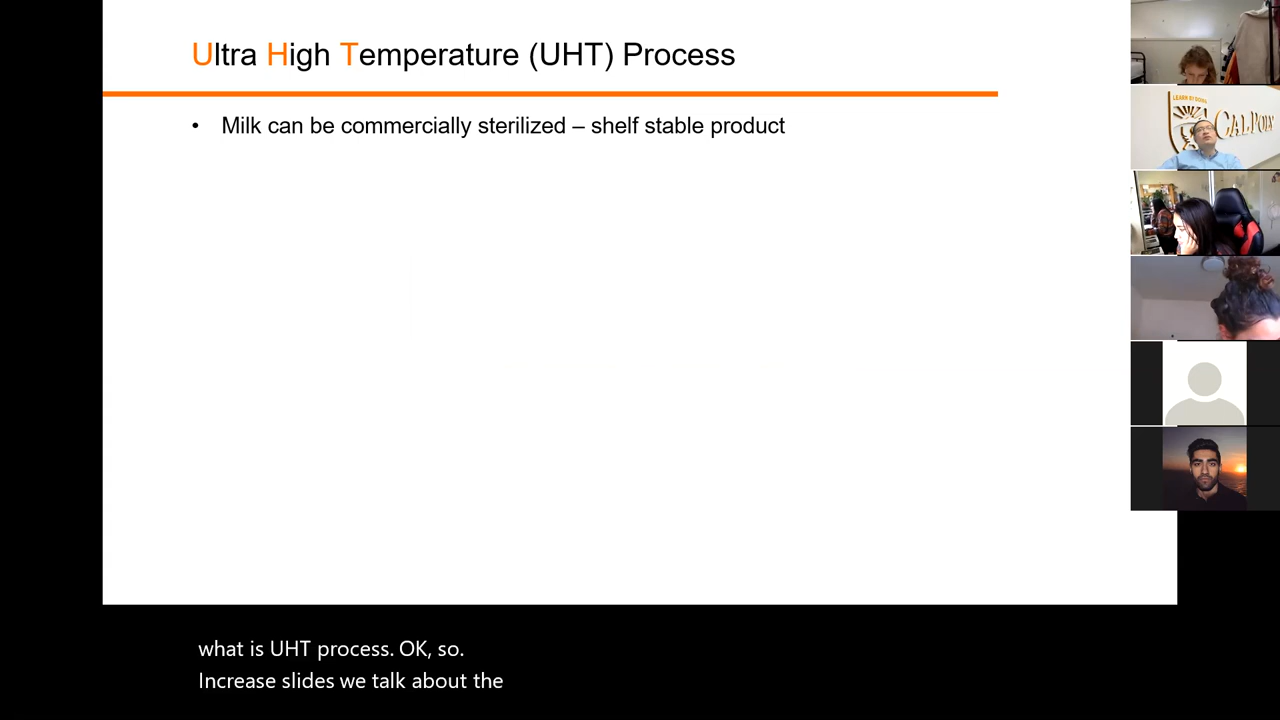 Ultra High Temperature (UHT) Process
• Milk can be commercially sterilized – shelf stable product
LEARN BY DOING
CAL POLY
what is UHT process. OK, so.
Increase slides we talk about the